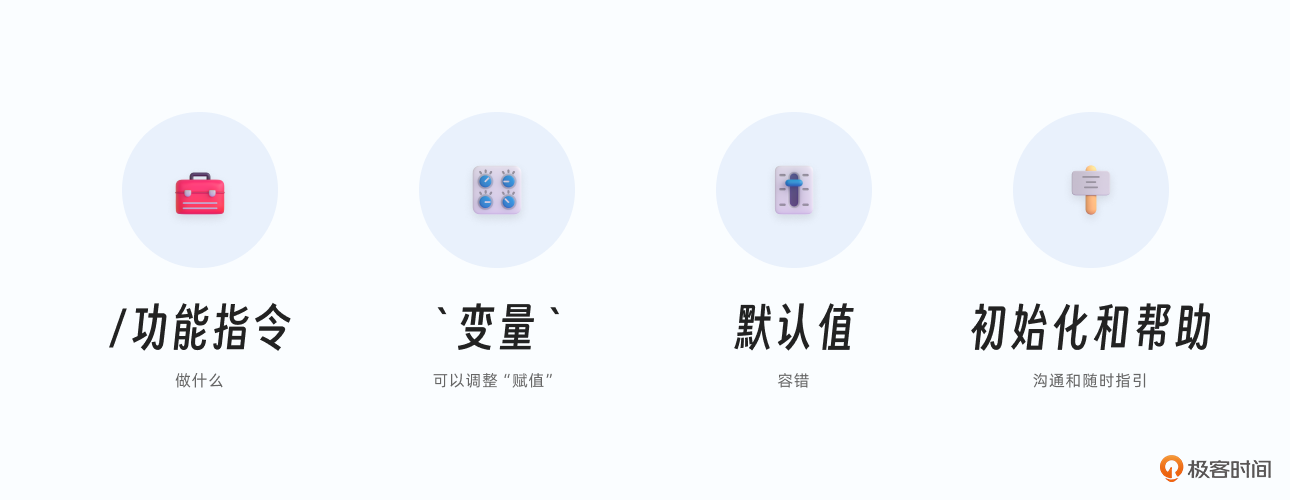 /功能指令
做什么
`变量`
可以调整“赋值”
默认值
容错
初始化和帮助
沟通和随时指引
极客时间